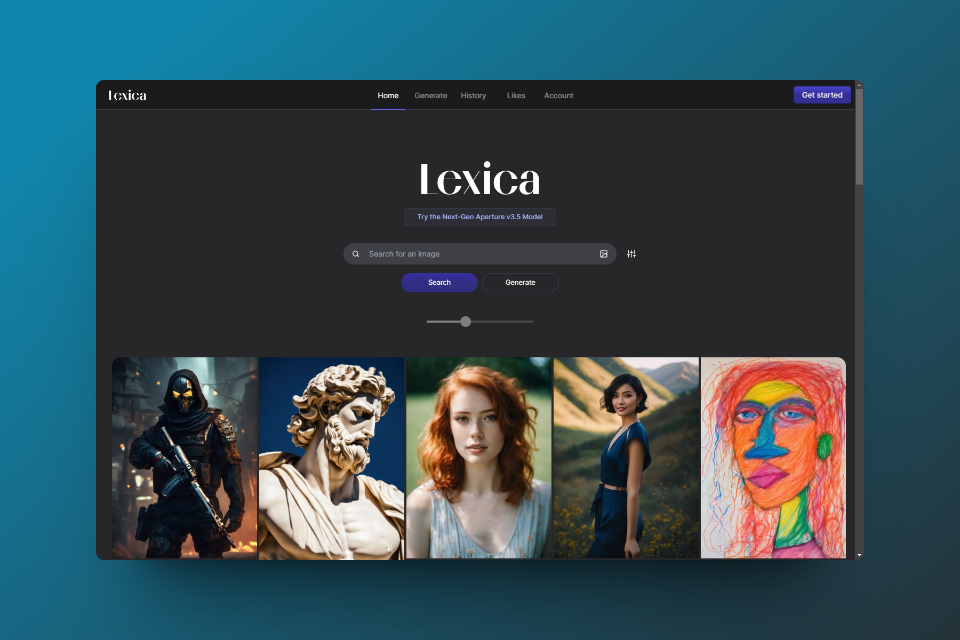 Lexica
Home Generate History Likes Account
Get started
Lexica
Try the Next-Gen Aperture v3.5 Model
Search for an image
Search Generate